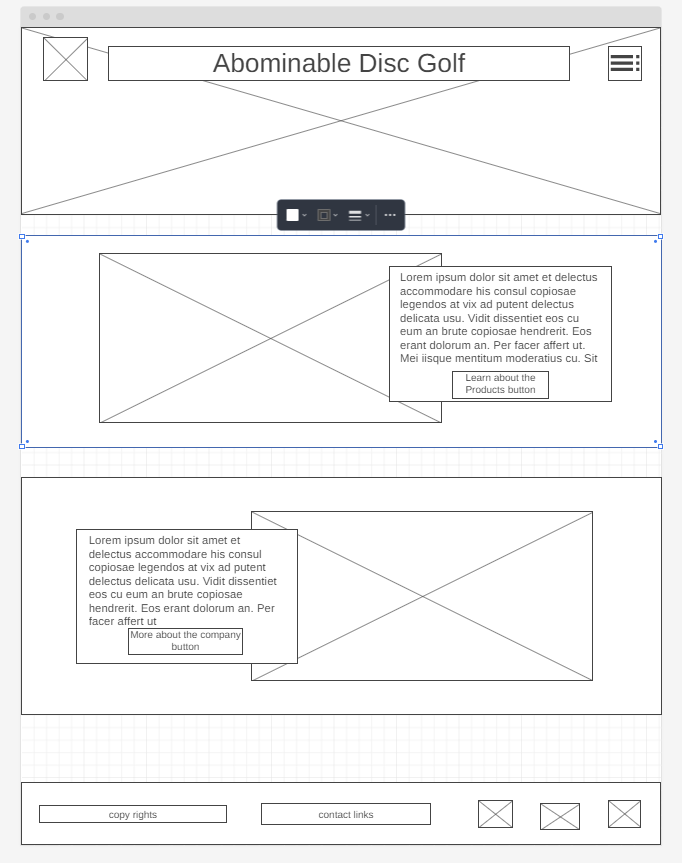 Abominable Disc Golf
Lorem ipsum dolor sit amet et delectus
accommodare his consul copiosae
legendos at vix ad putent delectus
delicata usu. Vidit dissentiet eos cu
eum an brute copiosae hendrerit. Eos
erant dolorum an. Per facer affert ut.
Mei iisque mentitum moderatius cu. Sit
Learn about the
Products button
Lorem ipsum dolor sit amet et
delectus accommodare his consul
copiosae legendos at vix ad putent
delectus delicata usu. Vidit dissentiet
eos cu eum an brute copiosae
hendrerit. Eos erant dolorum an. Per
facer affert ut
More about the company
button
copy rights
contact links